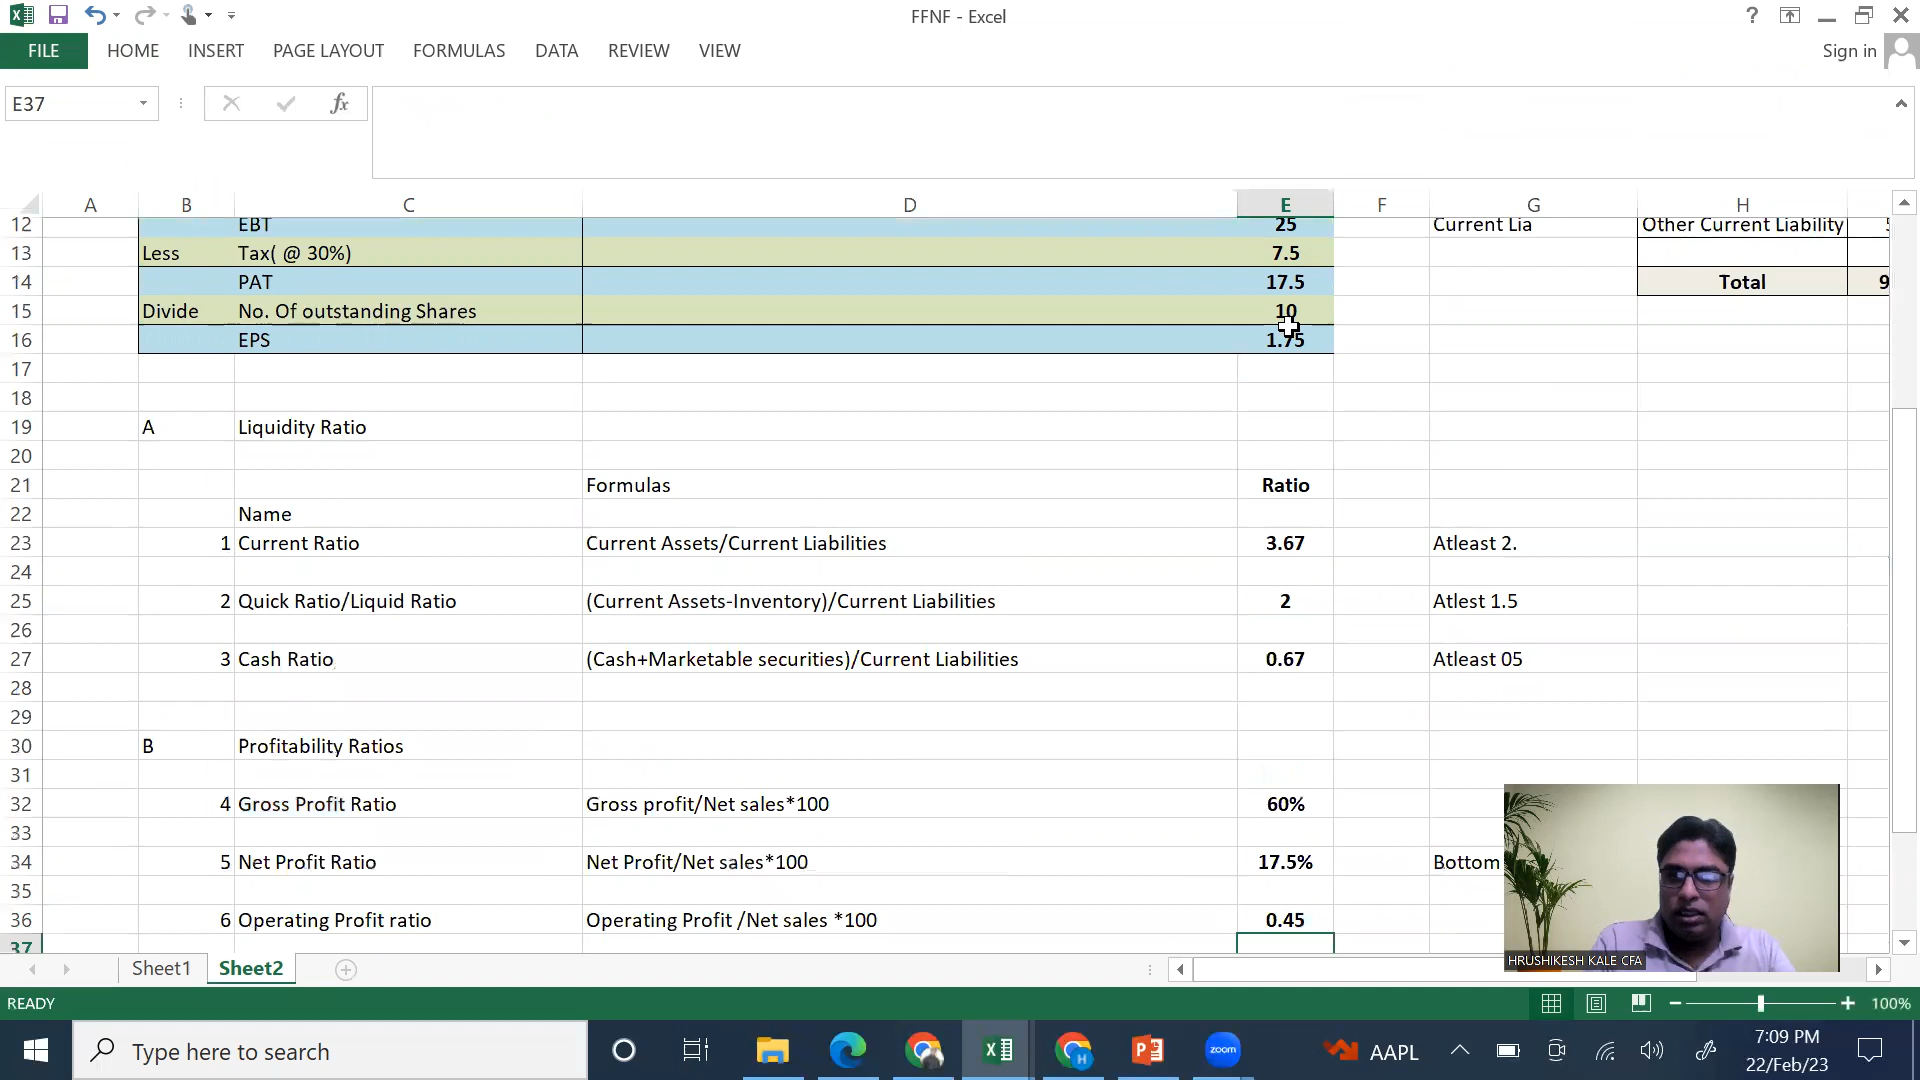 FFNF - Excel
FILE HOME INSERT PAGE LAYOUT FORMULAS DATA REVIEW VIEW Sign in
E37 fx
A B C D E F G H
12 EBT 25 Current Lia Other Current Liability
13 Less Tax( @ 30%) 7.5
14 PAT 17.5 Total 9
15 Divide No. Of outstanding Shares 10
16 EPS 1.75
17
18
19 A Liquidity Ratio
20
21 Formulas Ratio
22 Name
23 1 Current Ratio Current Assets/Current Liabilities 3.67 Atleast 2.
24
25 2 Quick Ratio/Liquid Ratio (Current Assets-Inventory)/Current Liabilities 2 Atlest 1.5
26
27 3 Cash Ratio (Cash+Marketable securities)/Current Liabilities 0.67 Atleast 05
28
29
30 B Profitability Ratios
31
32 4 Gross Profit Ratio Gross profit/Net sales*100 60%
33
34 5 Net Profit Ratio Net Profit/Net sales*100 17.5% Bottom
35
36 6 Operating Profit ratio Operating Profit /Net sales *100 0.45
37
HRUSHIKESH KALE CFA
Sheet1 Sheet2
READY 100%
Type here to search zoom AAPL 7:09 PM
22/Feb/23